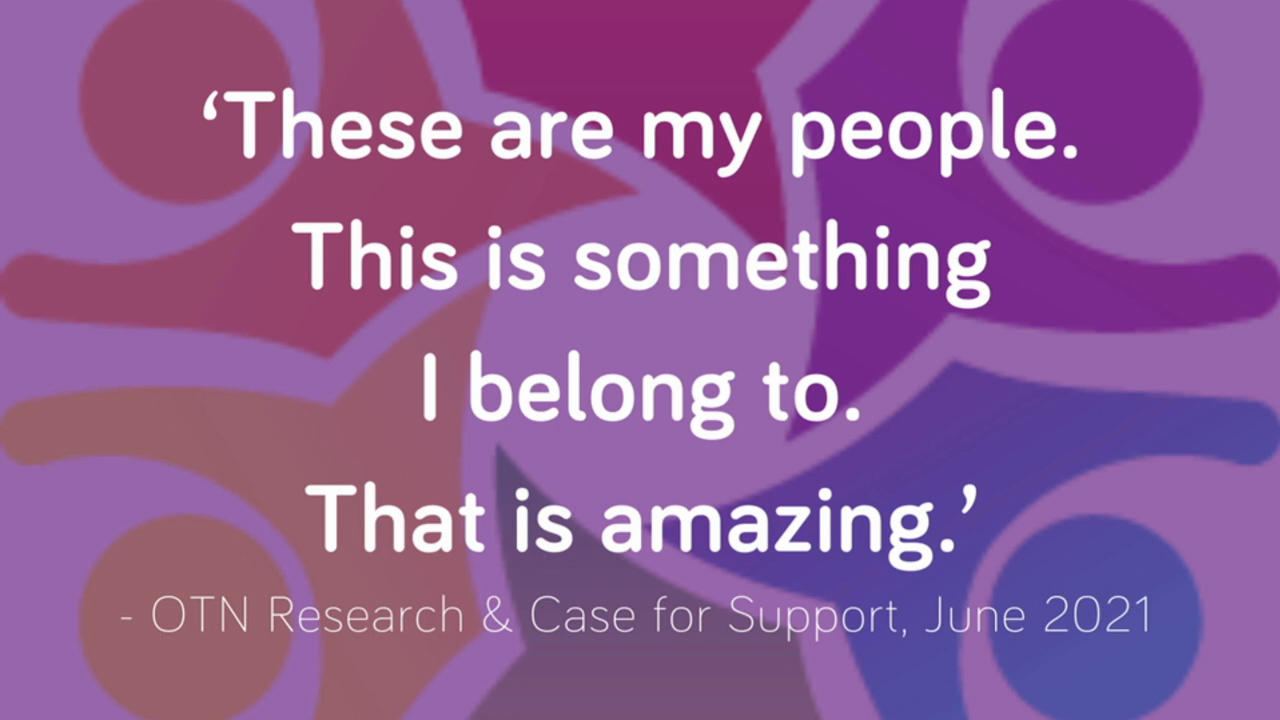 ‘These are my people.
This is something
I belong to.
That is amazing.’
- OTN Research & Case for Support, June 2021